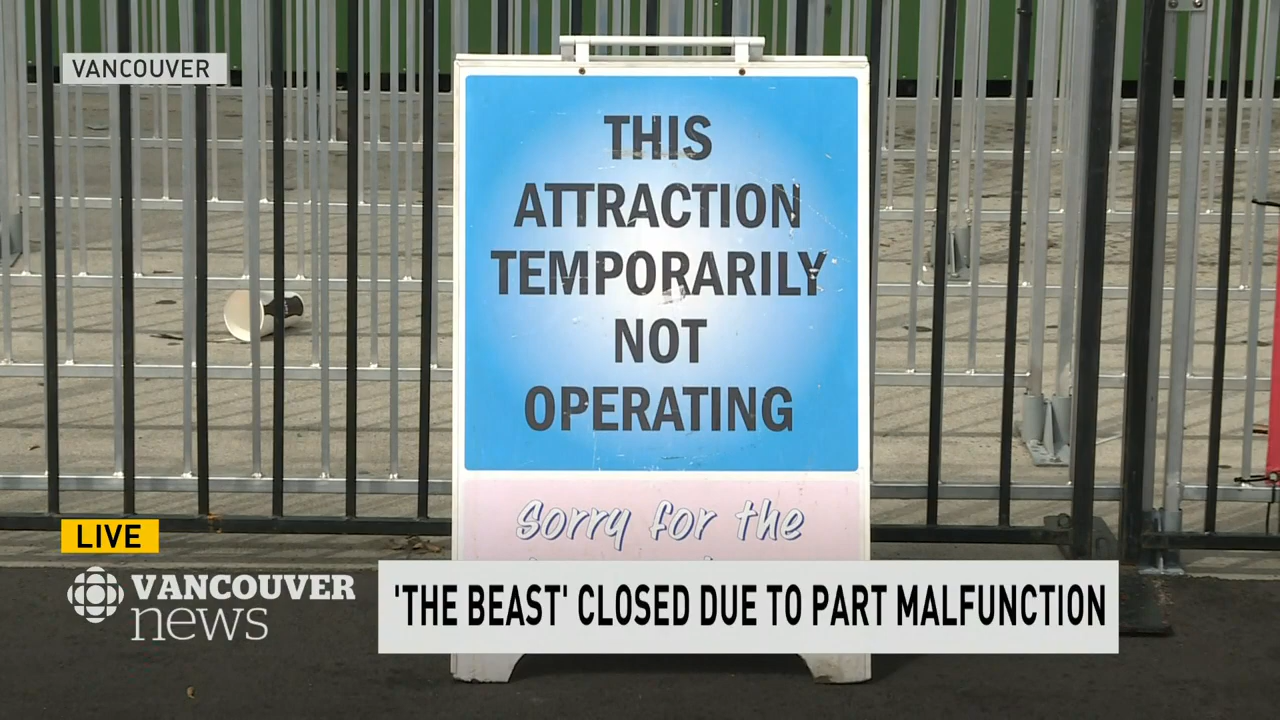 VANCOUVER
THIS
ATTRACTION
TEMPORARILY
NOT
OPERATING
Sorry for the
LIVE
VANCOUVER
news
'THE BEAST' CLOSED DUE TO PART MALFUNCTION